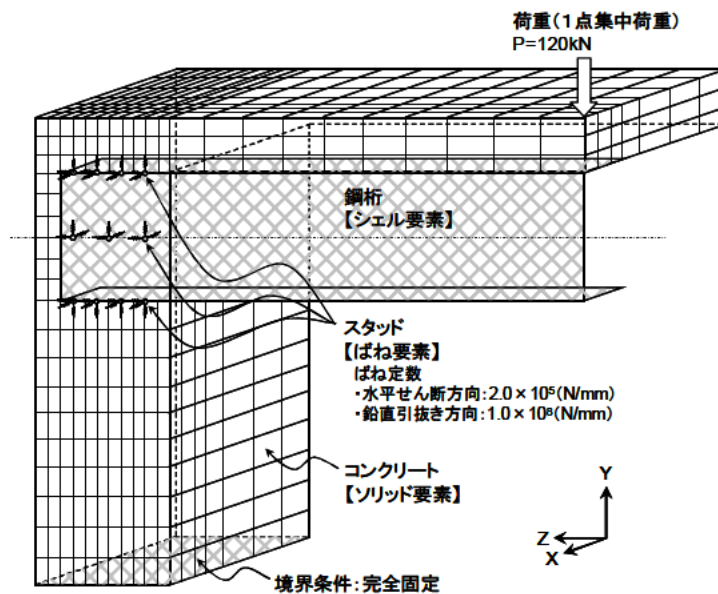 荷重(1点集中荷重)
P=120kN
鋼桁
【シェル要素】
スタッド
【ばね要素】
ばね定数
・水平せん断方向:2.0×10⁵(N/mm)
・鉛直引抜き方向:1.0×10⁸(N/mm)
コンクリート
【ソリッド要素】
境界条件:完全固定
Y
Z
X